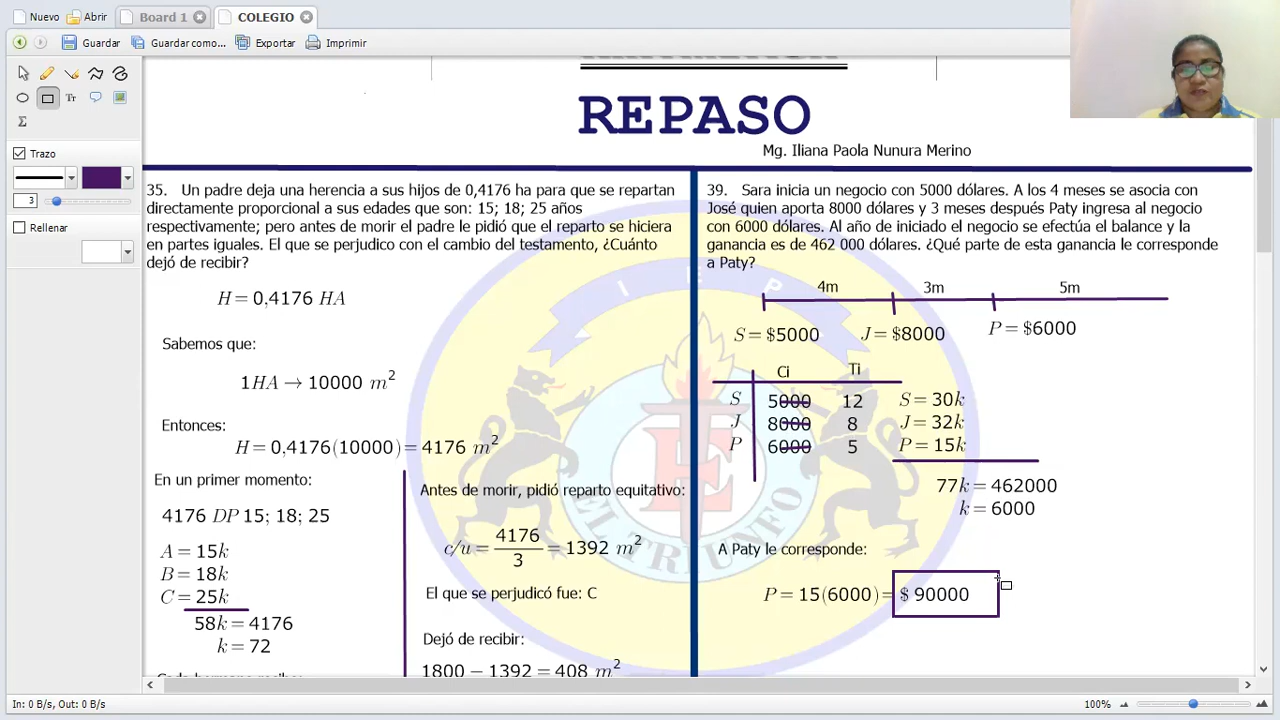 Nuevo Abrir Board 1 COLEGIO
Guardar Guardar como... Exportar Imprimir
Trazo
3
Rellenar
REPASO
Mg. Iliana Paola Nunura Merino
35. Un padre deja una herencia a sus hijos de 0,4176 ha para que se repartan
directamente proporcional a sus edades que son: 15; 18; 25 años
respectivamente; pero antes de morir el padre le pidió que el reparto se hiciera
en partes iguales. El que se perjudico con el cambio del testamento, ¿Cuánto
dejó de recibir?
H = 0,4176 HA
Sabemos que:
1HA → 10000 m²
Entonces:
H = 0,4176(10000) = 4176 m²
En un primer momento:
4176 DP 15; 18; 25
A = 15k
B = 18k
C = 25k
58k = 4176
k = 72
Antes de morir, pidió reparto equitativo:
c/u = 4176/3 = 1392 m²
El que se perjudicó fue: C
Dejó de recibir:
1800 − 1392 = 408 m²
39. Sara inicia un negocio con 5000 dólares. A los 4 meses se asocia con
José quien aporta 8000 dólares y 3 meses después Paty ingresa al negocio
con 6000 dólares. Al año de iniciado el negocio se efectúa el balance y la
ganancia es de 462 000 dólares. ¿Qué parte de esta ganancia le corresponde
a Paty?
4m 3m 5m
S = $5000 J = $8000 P = $6000
Ci Ti
S 5000 12 S = 30k
J 8000 8 J = 32k
P 6000 5 P = 15k
77k = 462000
k = 6000
A Paty le corresponde:
P = 15(6000) = $ 90000
I E P
EL TRIUNFO
In: 0 B/s, Out: 0 B/s
100%